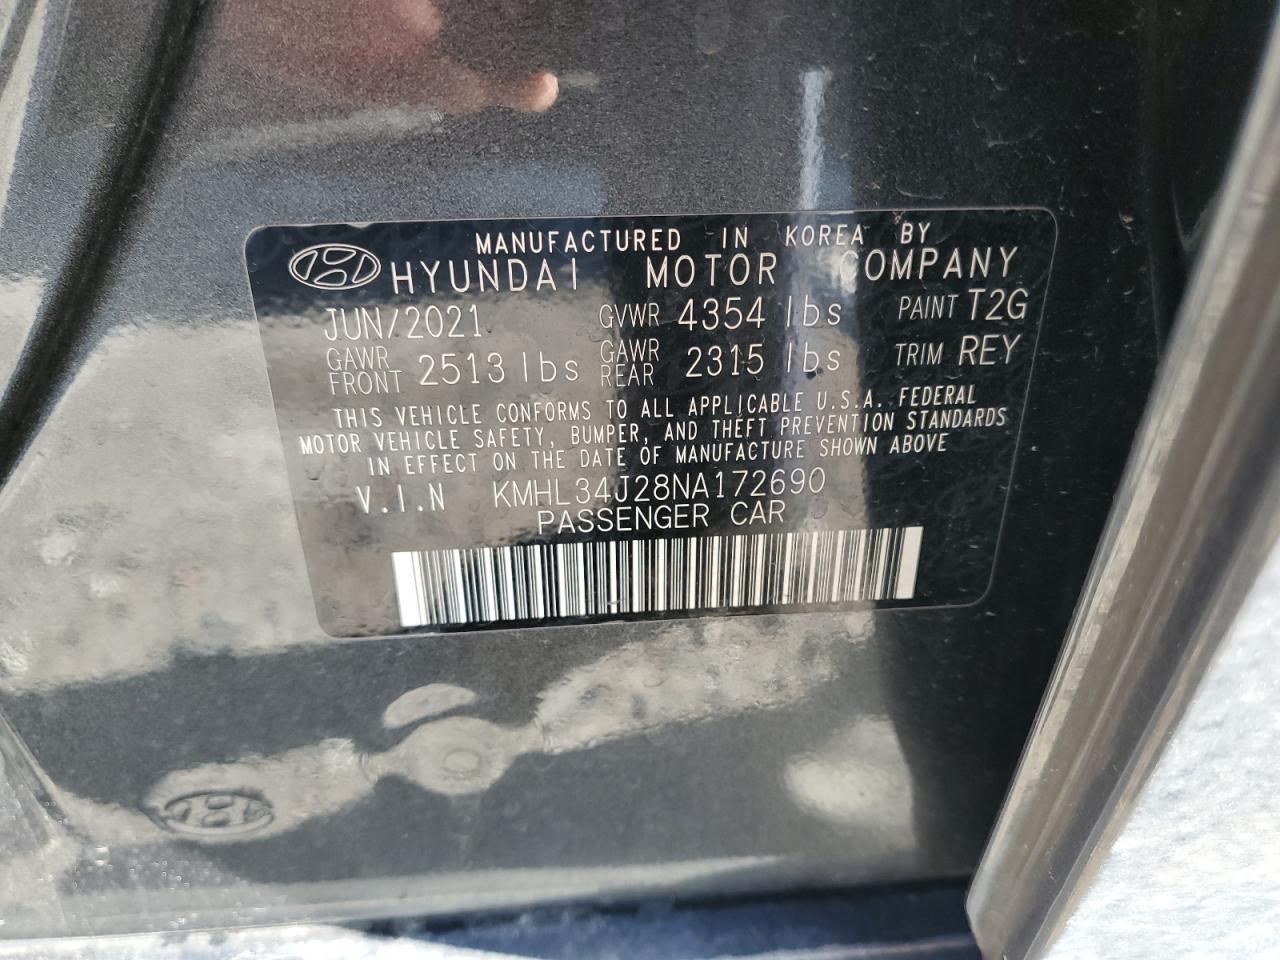 MANUFACTURED IN KOREA BY
HYUNDAI MOTOR COMPANY
JUN/2021 GVWR 4354 lbs PAINT T2G
GAWR FRONT 2513 lbs GAWR REAR 2315 lbs TRIM REY
THIS VEHICLE CONFORMS TO ALL APPLICABLE U.S.A. FEDERAL
MOTOR VEHICLE SAFETY, BUMPER, AND THEFT PREVENTION STANDARDS
IN EFFECT ON THE DATE OF MANUFACTURE SHOWN ABOVE
V.I.N KMHL34J28NA172690
PASSENGER CAR